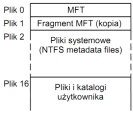 Plik 0 MFT
Plik 1 Fragment MFT (kopia)
Plik 2 Pliki systemowe
(NTFS metadata files)
Plik 16 Pliki i katalogi
użytkownika